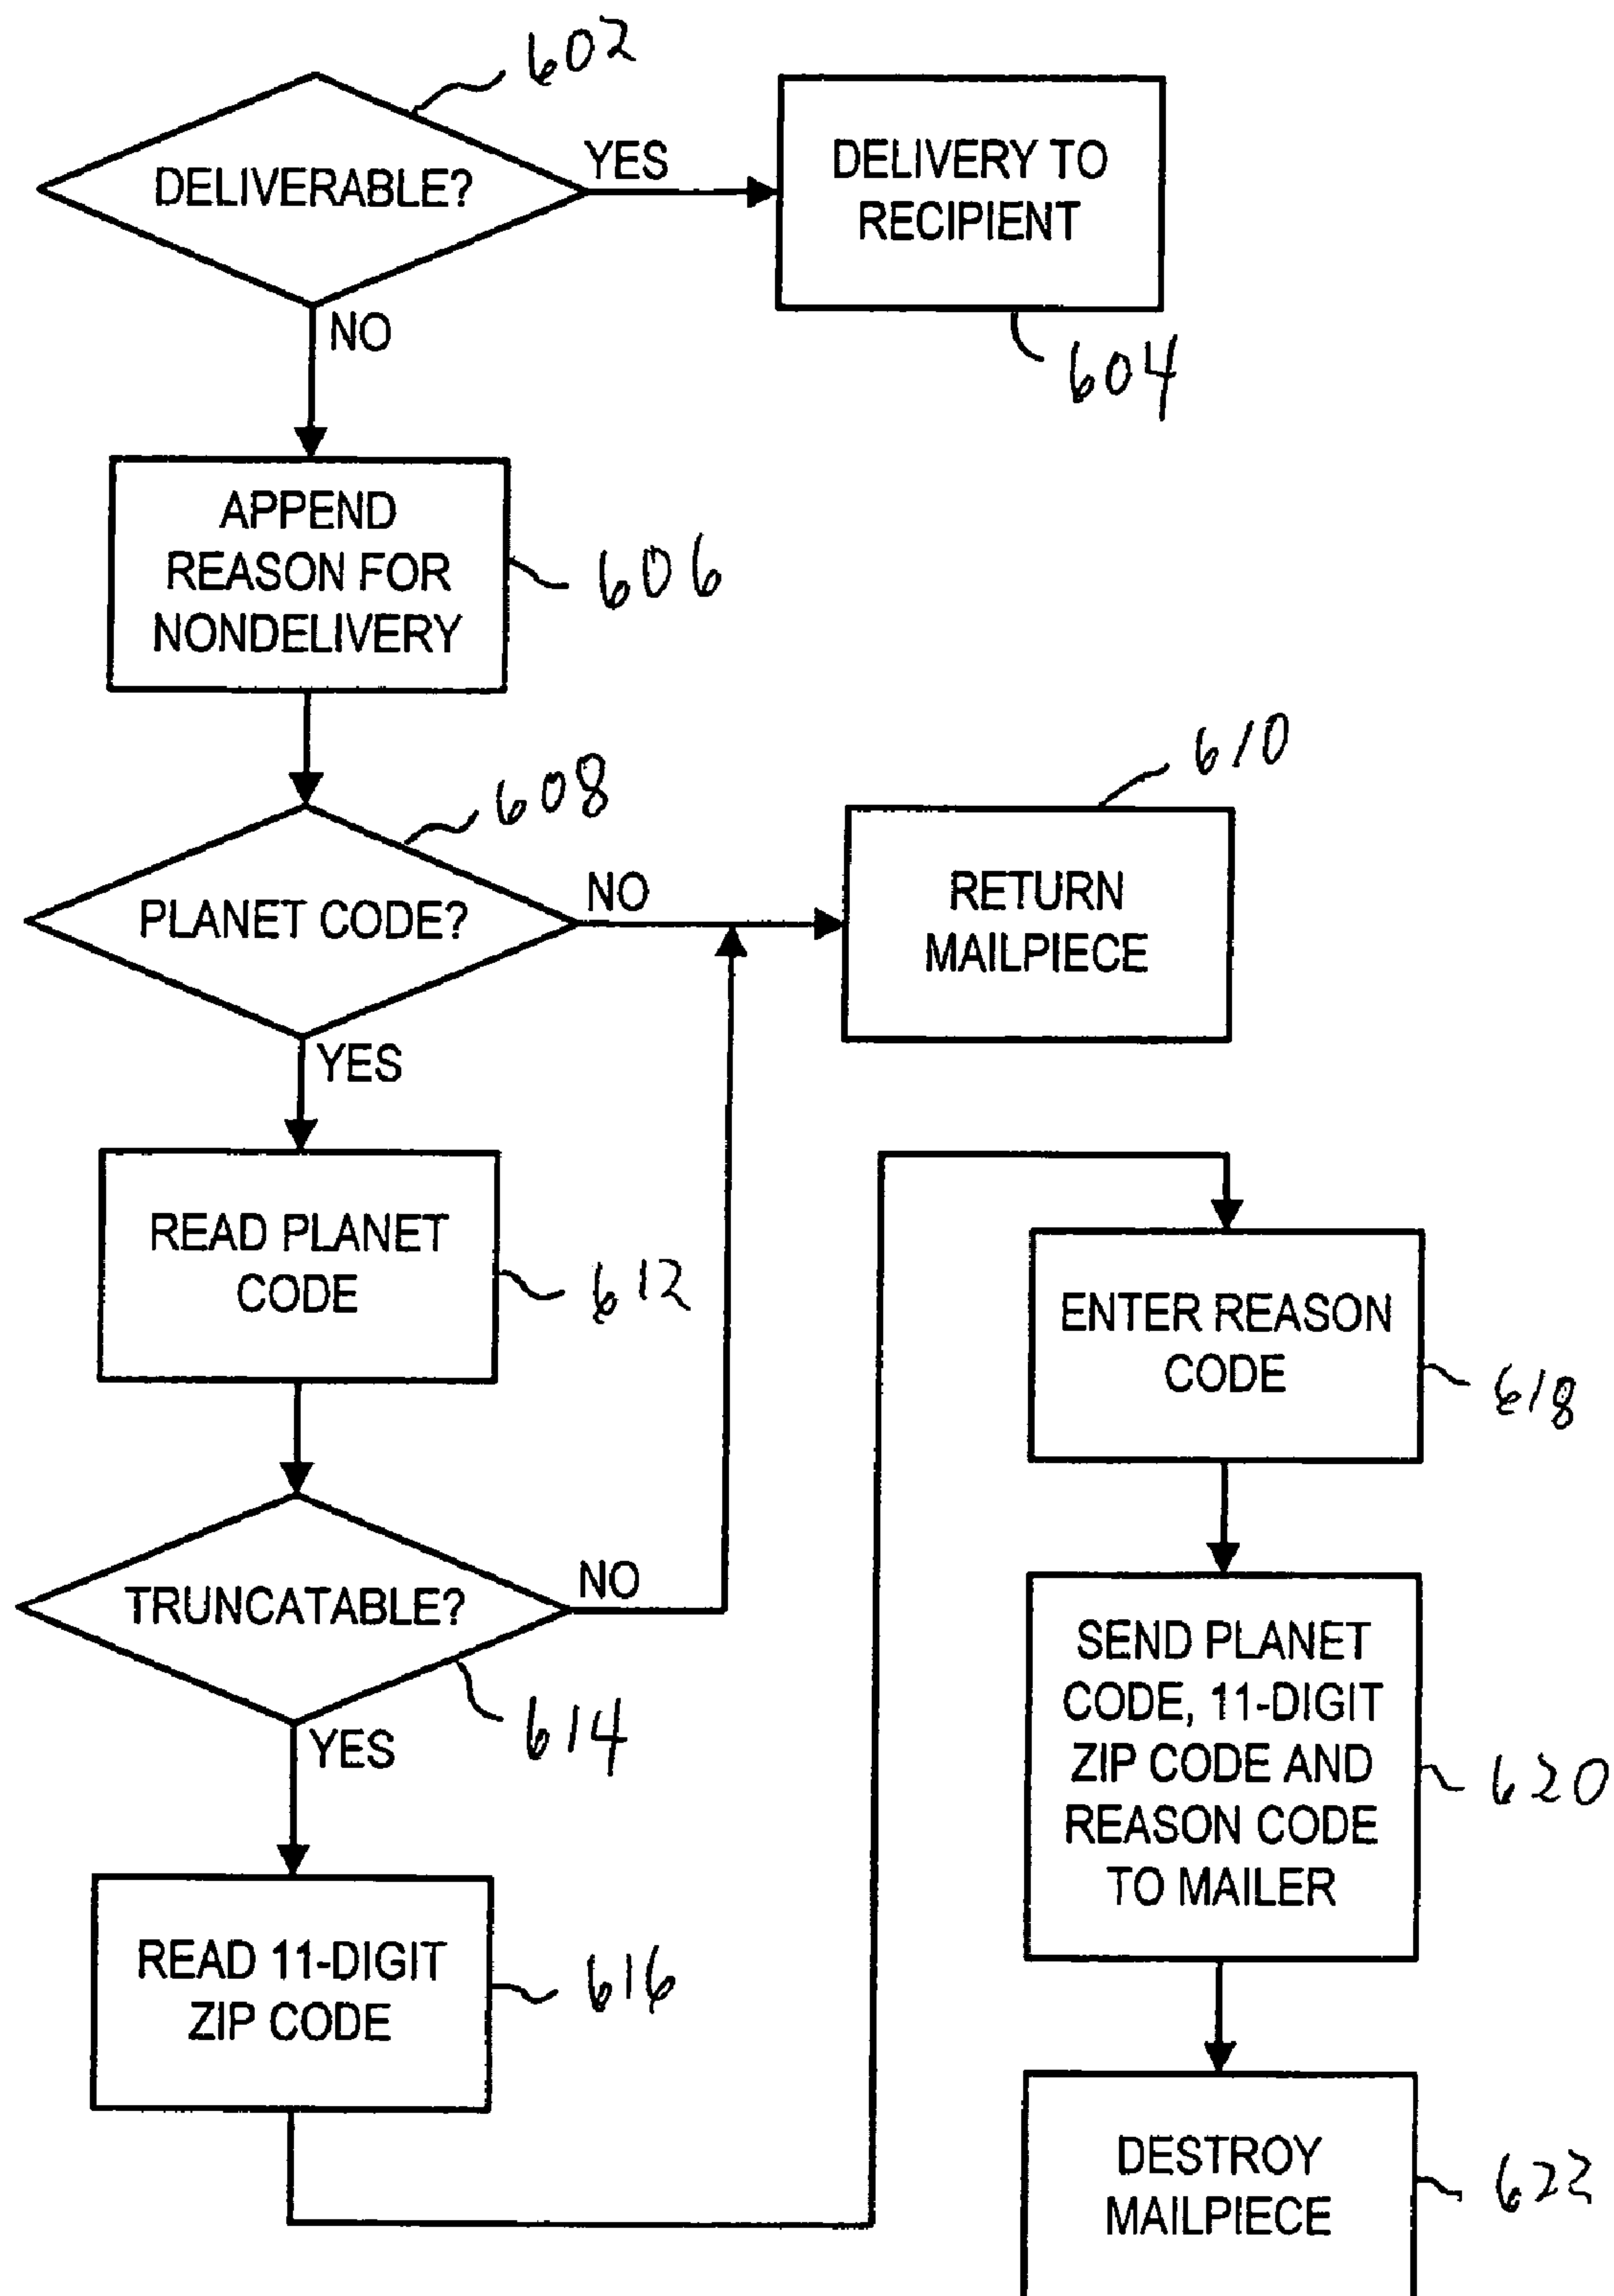 602
DELIVERABLE?
YES
DELIVERY TO
RECIPIENT
604
NO
APPEND
REASON FOR
NONDELIVERY
606
608
PLANET CODE?
NO
610
RETURN
MAILPIECE
YES
READ PLANET
CODE
612
TRUNCATABLE?
NO
614
YES
READ 11-DIGIT
ZIP CODE
616
ENTER REASON
CODE
618
SEND PLANET
CODE, 11-DIGIT
ZIP CODE AND
REASON CODE
TO MAILER
620
DESTROY
MAILPIECE
622